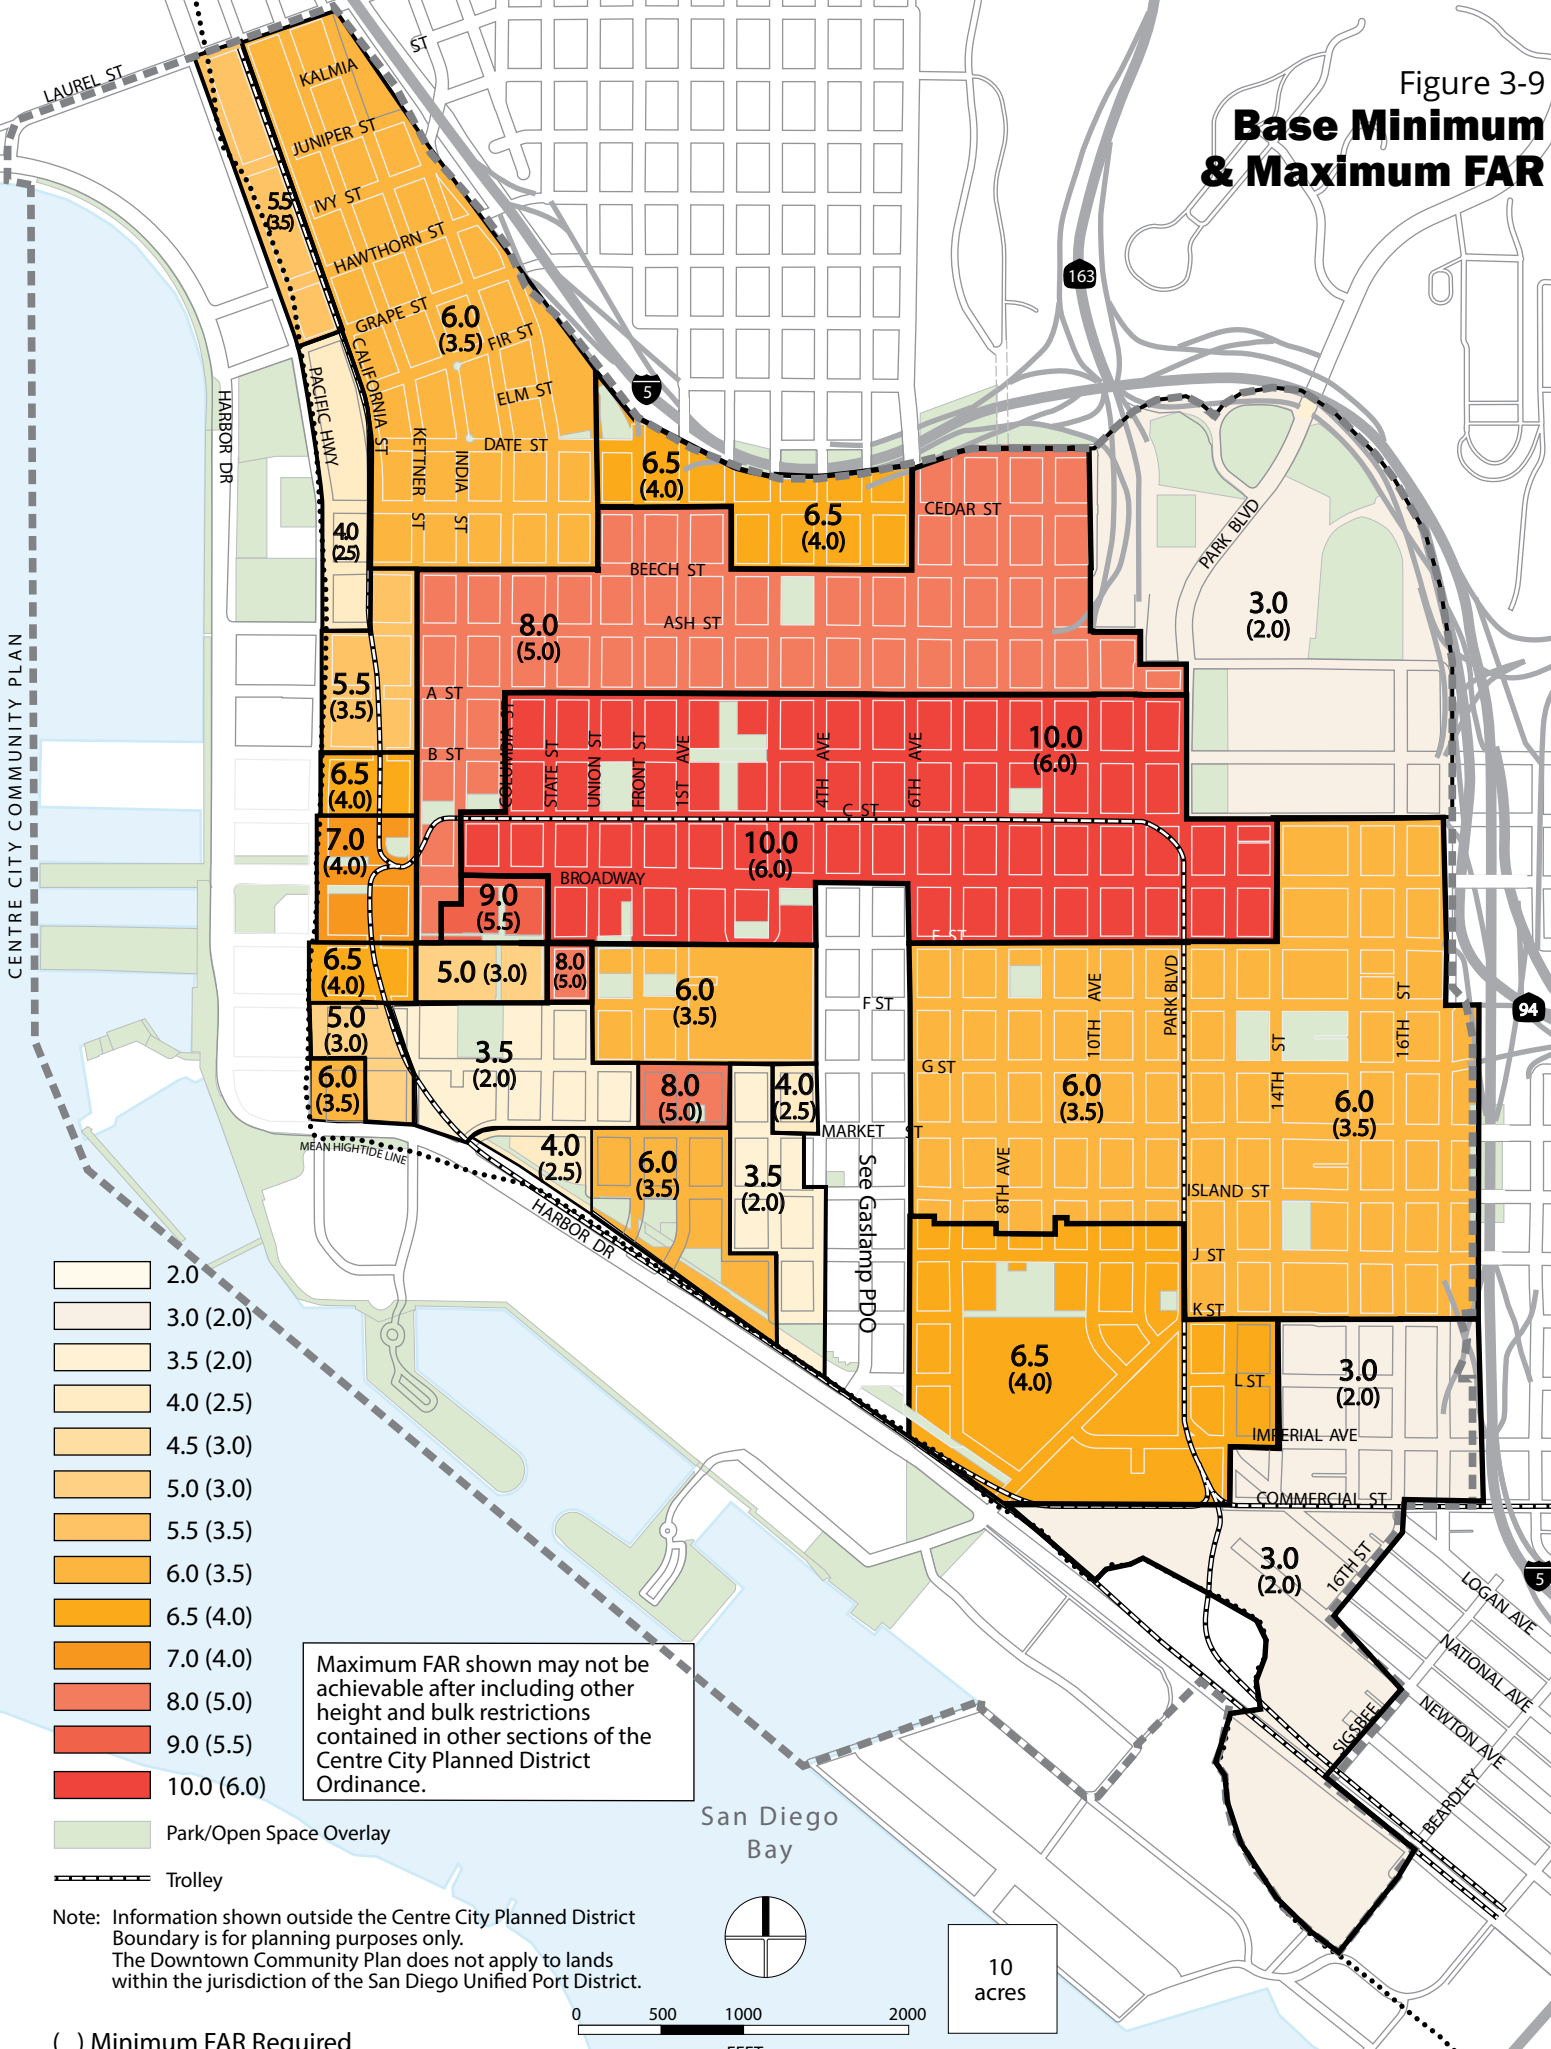 Figure 3-9
Base Minimum
& Maximum FAR
LAUREL ST
ST
KALMIA
JUNIPER ST
5.5
(3.5)
IVY ST
HAWTHORN ST
163
GRAPE ST
6.0
(3.5)
FIR ST
CALIFORNIA ST
PACIFIC HWY
HARBOR DR
ELM ST
5
KETTNER ST
INDIA ST
DATE ST
6.5
(4.0)
6.5
(4.0)
CEDAR ST
PARK BLVD
4.0
(2.5)
BEECH ST
3.0
(2.0)
8.0
(5.0)
ASH ST
CENTRE CITY COMMUNITY PLAN
5.5
(3.5)
A ST
COLUMBIA ST
STATE ST
UNION ST
FRONT ST
1ST AVE
4TH AVE
6TH AVE
10.0
(6.0)
B ST
6.5
(4.0)
C ST
7.0
(4.0)
10.0
(6.0)
BROADWAY
9.0
(5.5)
E ST
6.5
(4.0)
5.0 (3.0)
8.0
(5.0)
6.0
(3.5)
F ST
10TH AVE
PARK BLVD
16TH ST
94
5.0
(3.0)
3.5
(2.0)
14TH ST
G ST
6.0
(3.5)
8.0
(5.0)
4.0
(2.5)
6.0
(3.5)
6.0
(3.5)
MARKET ST
MEAN HIGHTIDE LINE
4.0
(2.5)
6.0
(3.5)
3.5
(2.0)
See Gaslamp PDO
8TH AVE
ISLAND ST
HARBOR DR
J ST
K ST
6.5
(4.0)
L ST
3.0
(2.0)
IMPERIAL AVE
COMMERCIAL ST
3.0
(2.0)
16TH ST
5
LOGAN AVE
NATIONAL AVE
NEWTON AVE
SIGSBEE
BEARDLEY
2.0
3.0 (2.0)
3.5 (2.0)
4.0 (2.5)
4.5 (3.0)
5.0 (3.0)
5.5 (3.5)
6.0 (3.5)
6.5 (4.0)
7.0 (4.0)
8.0 (5.0)
9.0 (5.5)
10.0 (6.0)
Park/Open Space Overlay
Trolley
Maximum FAR shown may not be
achievable after including other
height and bulk restrictions
contained in other sections of the
Centre City Planned District
Ordinance.
San Diego
Bay
Note: Information shown outside the Centre City Planned District
Boundary is for planning purposes only.
The Downtown Community Plan does not apply to lands
within the jurisdiction of the San Diego Unified Port District.
( ) Minimum FAR Required
10
acres
0 500 1000 2000
FEET